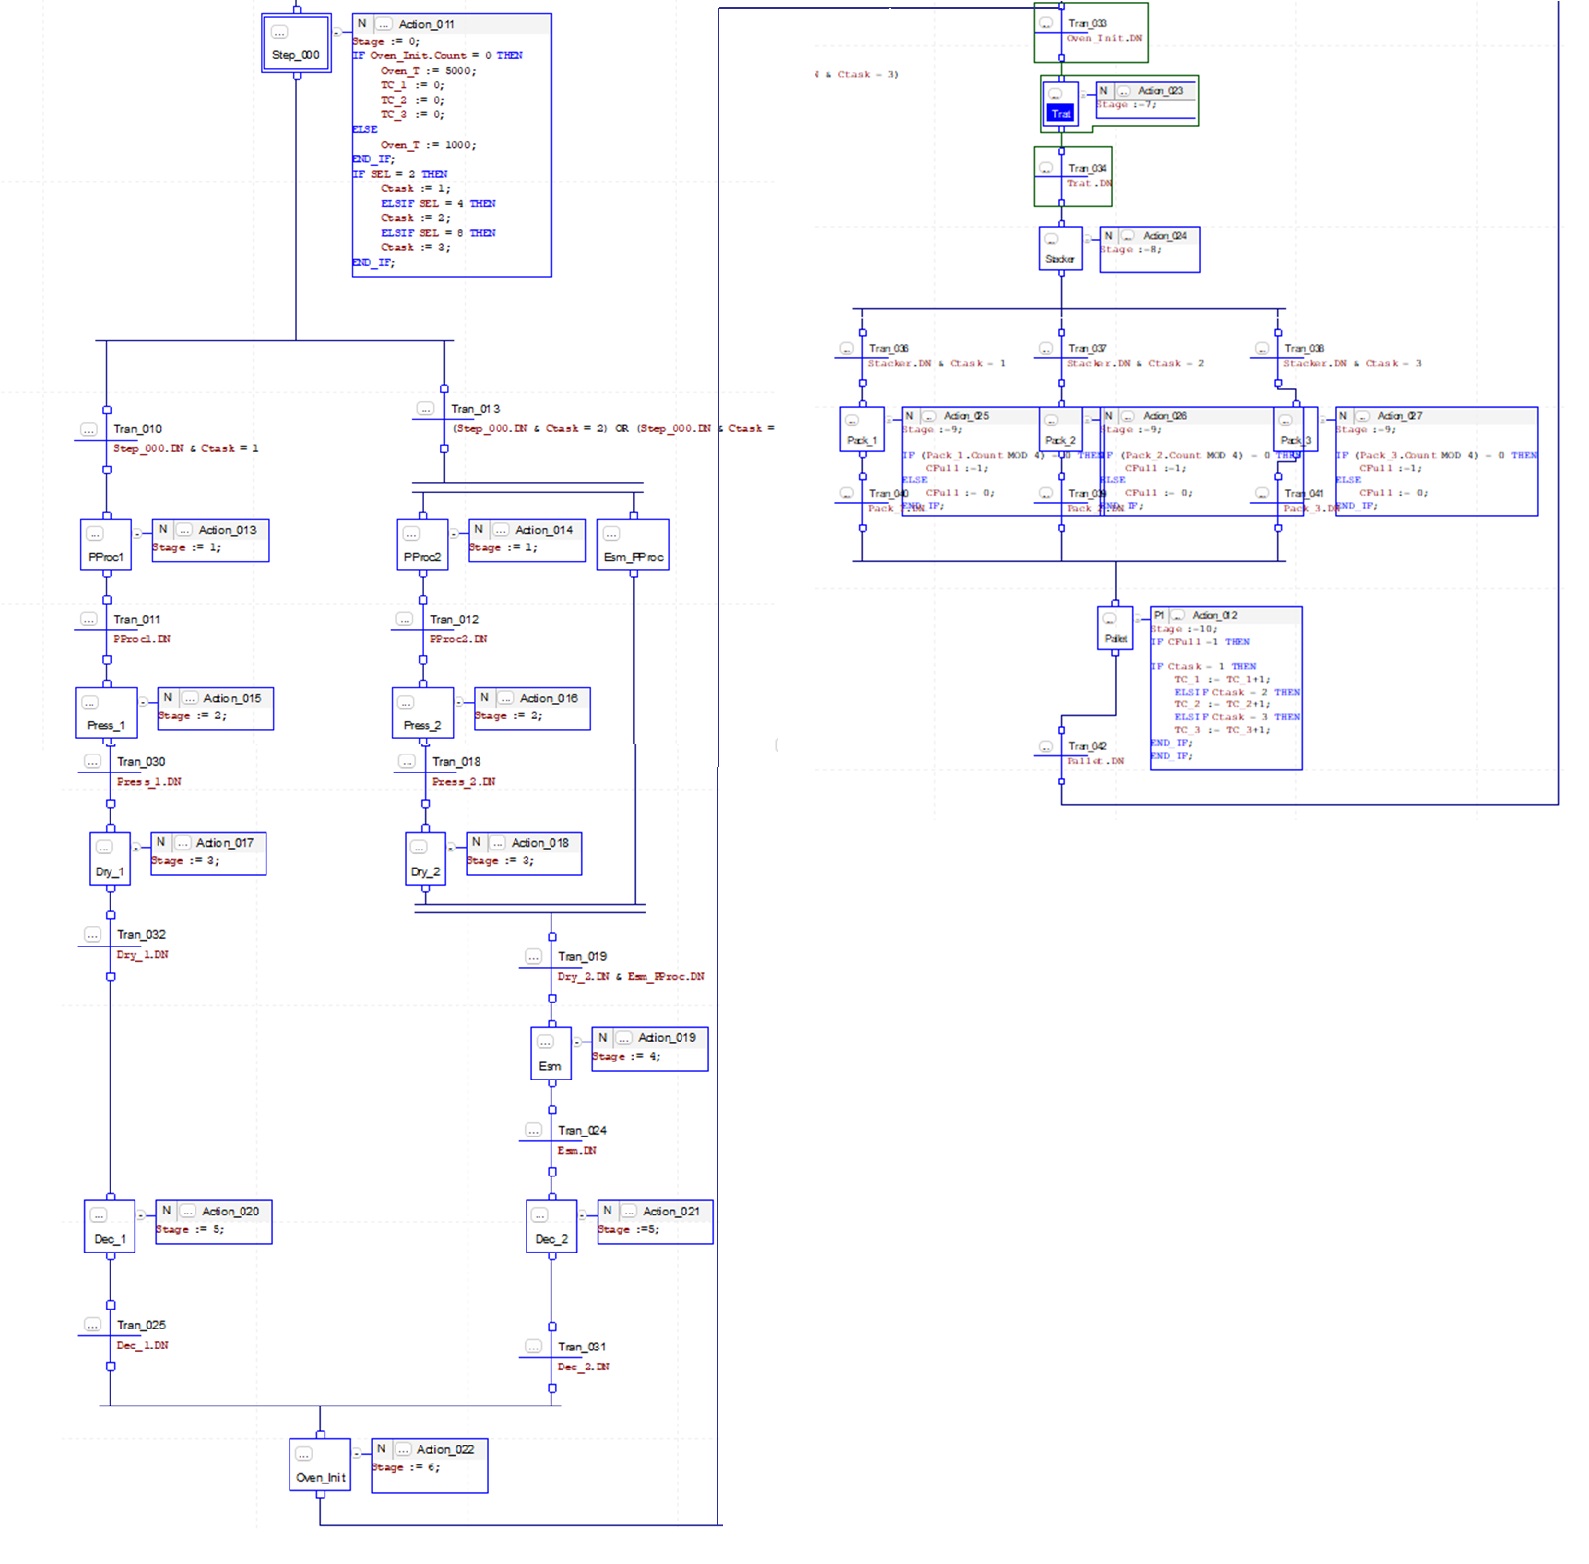 Step_000
N ... Action_011
Stage := 0;
IF Oven_Init.Count = 0 THEN
Oven_T := 5000;
TC_1 := 0;
TC_2 := 0;
TC_3 := 0;
ELSE
Oven_T := 1000;
END_IF;
IF SEL = 2 THEN
Ctask := 1;
ELSIF SEL = 4 THEN
Ctask := 2;
ELSIF SEL = 8 THEN
Ctask := 3;
END_IF;
Tran_010
Step_000.DN & Ctask = 1
Tran_013
(Step_000.DN & Ctask = 2) OR (Step_000.DN & Ctask =
PProc1
N ... Action_013
Stage := 1;
PProc2
N ... Action_014
Stage := 1;
Esm_PProc
Tran_011
PProc1.DN
Tran_012
PProc2.DN
Press_1
N ... Action_015
Stage := 2;
Press_2
N ... Action_016
Stage := 2;
Tran_030
Press_1.DN
Tran_018
Press_2.DN
Dry_1
N ... Action_017
Stage := 3;
Dry_2
N ... Action_018
Stage := 3;
Tran_032
Dry_1.DN
Tran_019
Dry_2.DN & Esm_PProc.DN
Esm
N ... Action_019
Stage := 4;
Tran_024
Esm.DN
Dec_1
N ... Action_020
Stage := 5;
Dec_2
N ... Action_021
Stage :=5;
Tran_025
Dec_1.DN
Tran_031
Dec_2.DN
Oven_Init
N ... Action_022
Stage := 6;
Tran_033
Oven_Init.DN
& Ctask = 3)
Trat
N ... Action_023
Stage :=7;
Tran_034
Trat.DN
Stacker
N ... Action_024
Stage :=8;
Tran_036
Stacker.DN & Ctask = 1
Tran_037
Stacker.DN & Ctask = 2
Tran_038
Stacker.DN & Ctask = 3
Pack_1
N ... Action_025
Stage :=9;
IF (Pack_1.Count MOD 4) = 0 THEN
CFull :=1;
ELSE
CFull := 0;
END_IF;
Tran_040
Pack_2
N ... Action_026
Stage :=9;
IF (Pack_2.Count MOD 4) = 0 THEN
CFull :=1;
ELSE
CFull := 0;
END_IF;
Tran_039
Pack_3
N ... Action_027
Stage :=9;
IF (Pack_3.Count MOD 4) = 0 THEN
CFull :=1;
ELSE
CFull := 0;
END_IF;
Tran_041
Pack_3.DN
Pallet
P1 ... Action_012
Stage :=10;
IF CFull =1 THEN
IF Ctask = 1 THEN
TC_1 := TC_1+1;
ELSIF Ctask = 2 THEN
TC_2 := TC_2+1;
ELSIF Ctask = 3 THEN
TC_3 := TC_3+1;
END_IF;
END_IF;
Tran_042
Pallet.DN